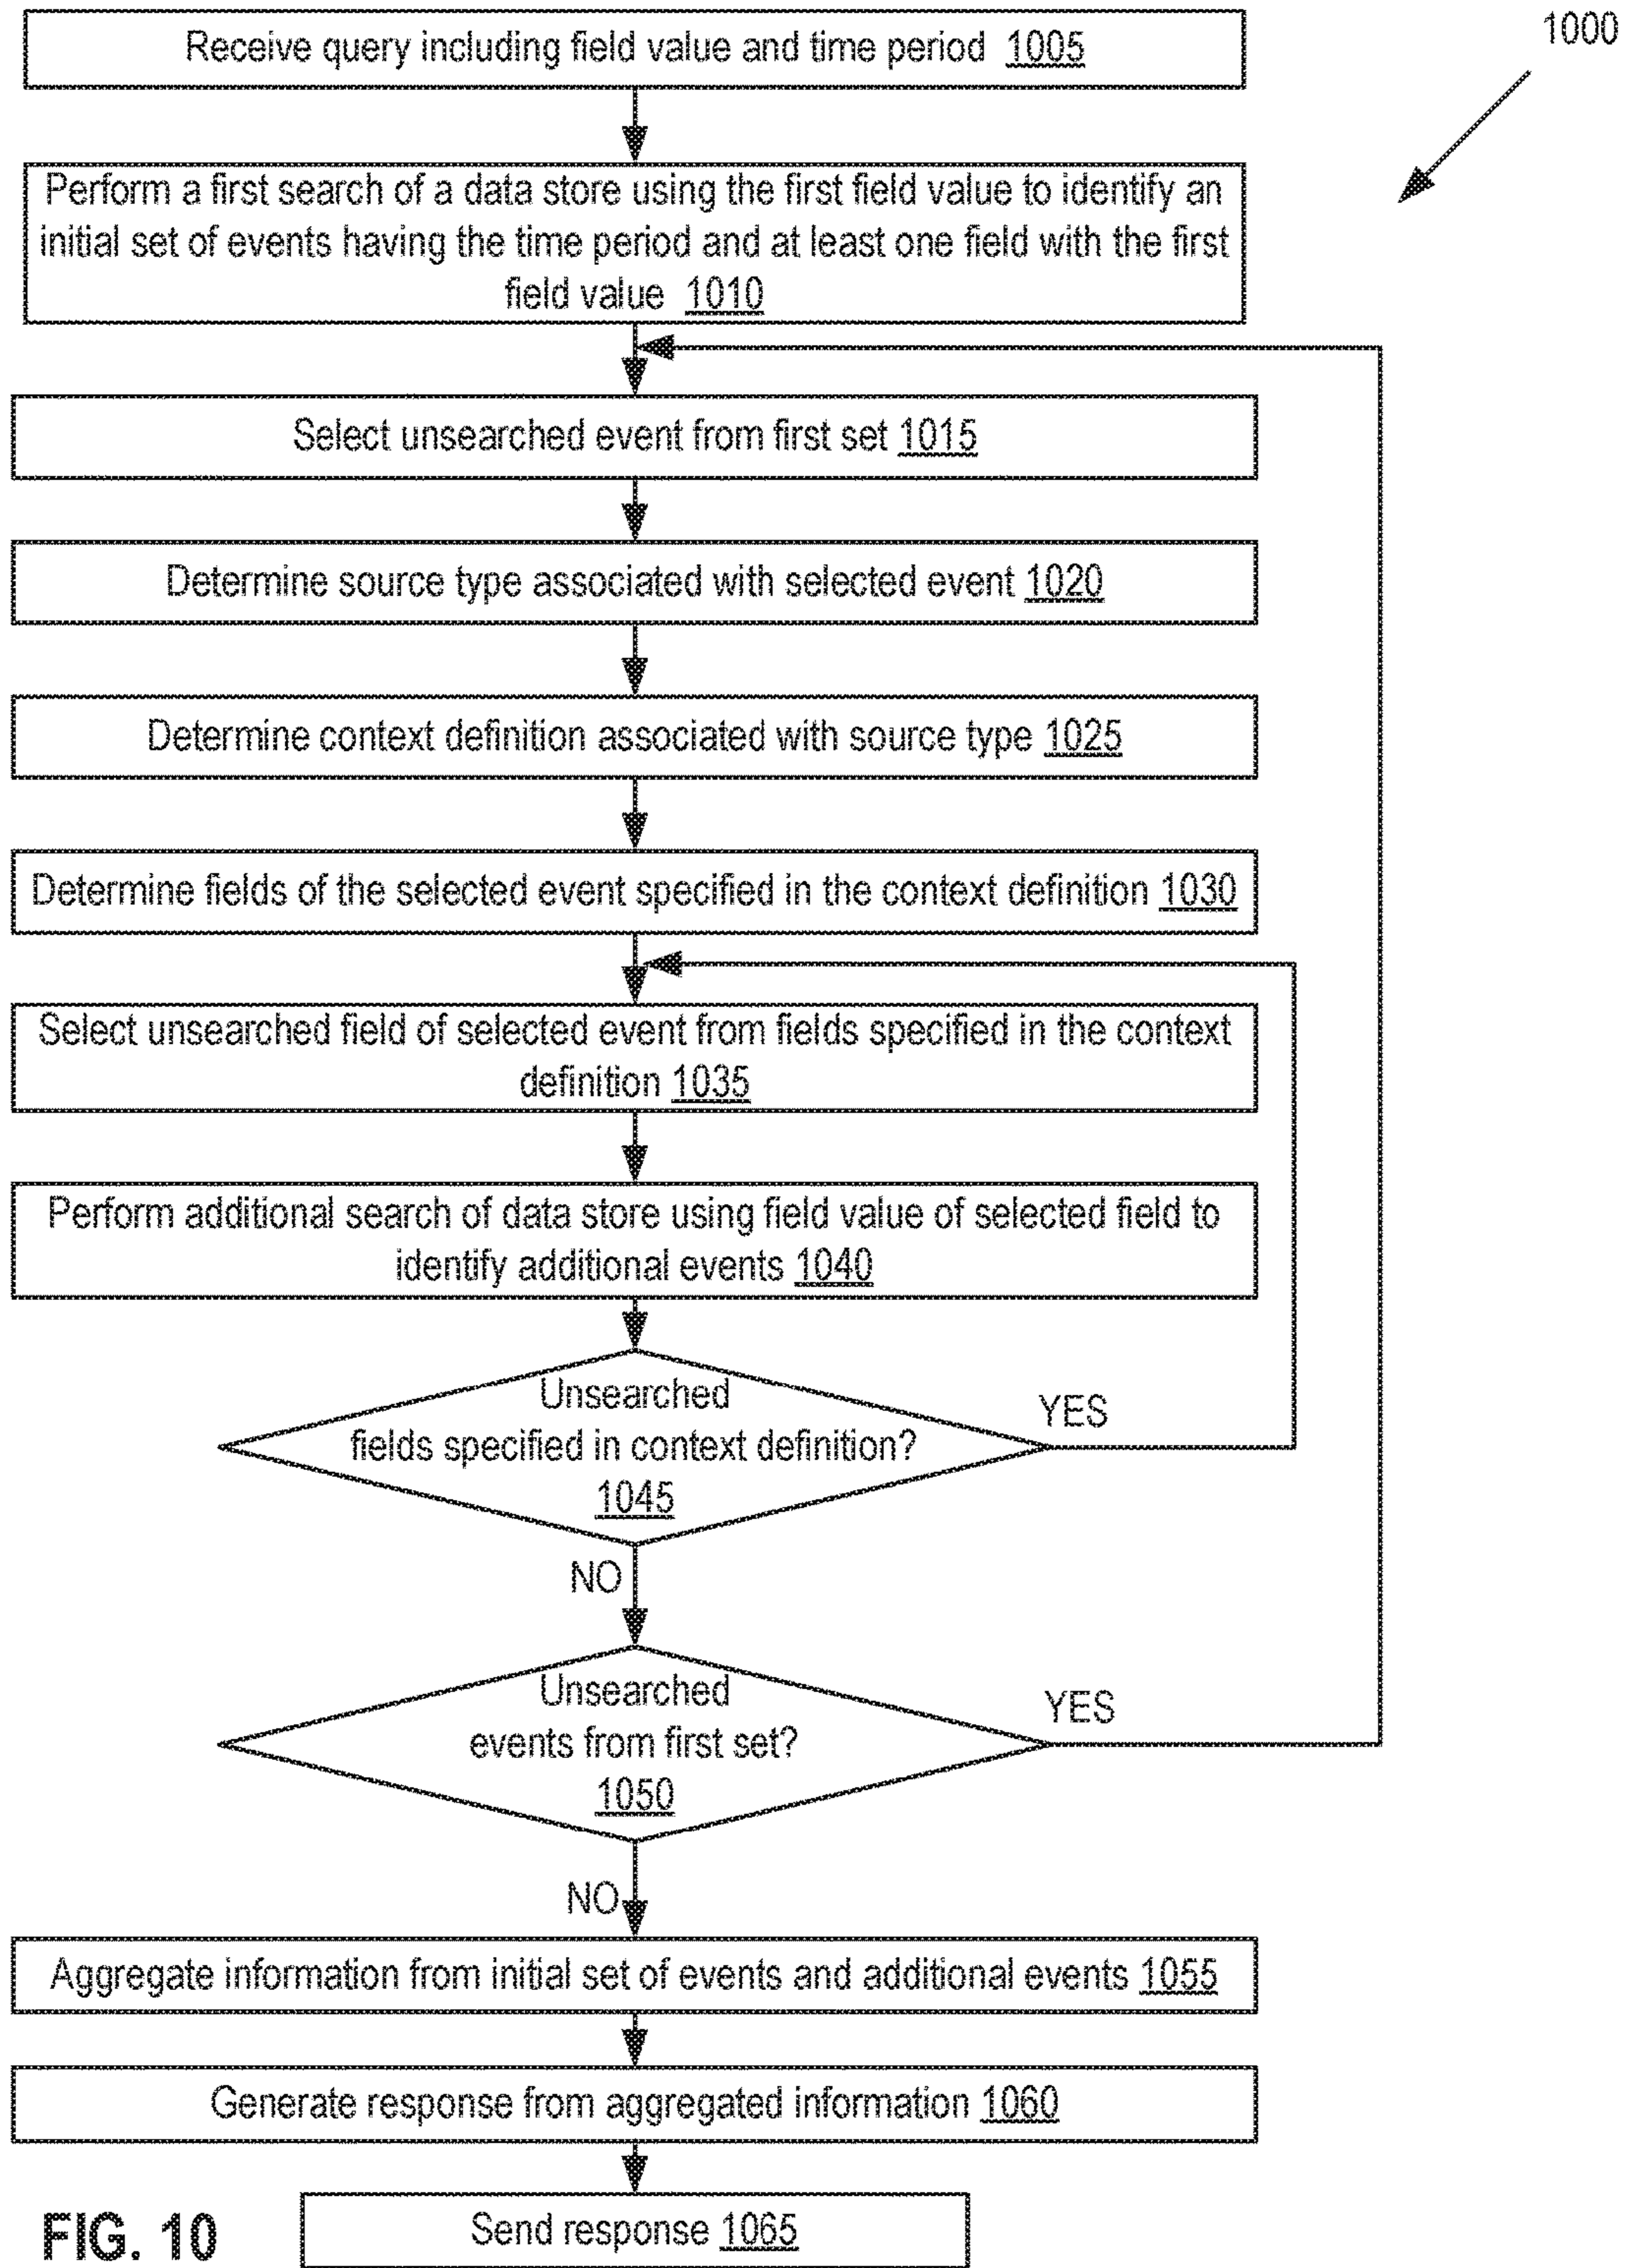 1000
Receive query including field value and time period 1005
Perform a first search of a data store using the first field value to identify an
initial set of events having the time period and at least one field with the first
field value 1010
Select unsearched event from first set 1015
Determine source type associated with selected event 1020
Determine context definition associated with source type 1025
Determine fields of the selected event specified in the context definition 1030
Select unsearched field of selected event from fields specified in the context
definition 1035
Perform additional search of data store using field value of selected field to
identify additional events 1040
Unsearched
fields specified in context definition?
1045
YES
NO
Unsearched
events from first set?
1050
YES
NO
Aggregate information from initial set of events and additional events 1055
Generate response from aggregated information 1060
Send response 1065
FIG. 10